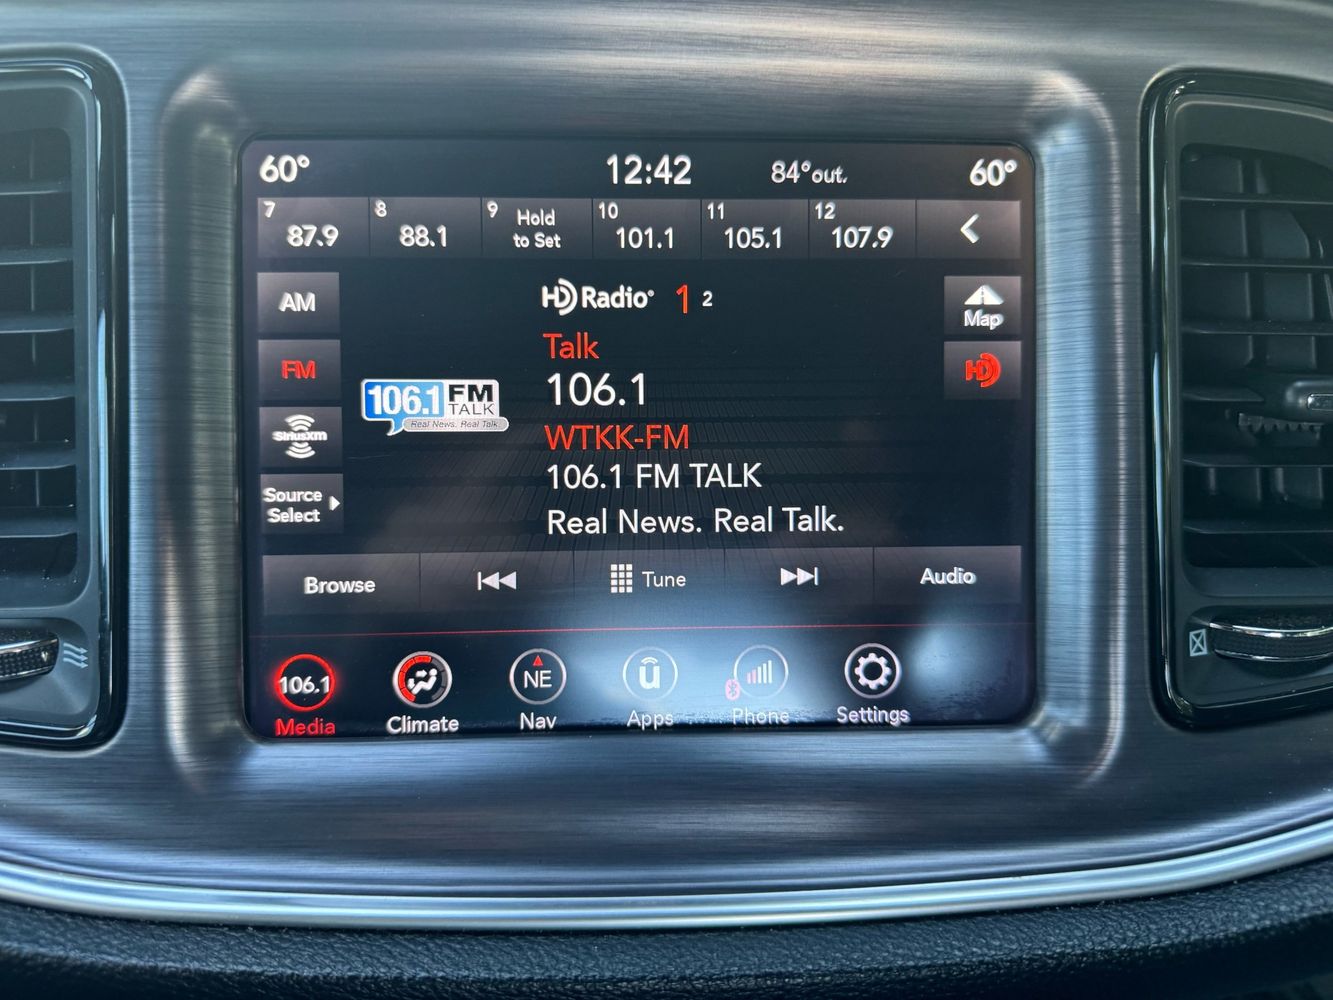 60° 12:42 84° out. 60°
7 87.9 8 88.1 9 Hold to Set 10 101.1 11 105.1 12 107.9
HD Radio® 1 2
AM
Map
Talk
FM
HD
106.1
106.1 FM TALK
Real News. Real Talk.
WTKK-FM
SiriusXM
106.1 FM TALK
Source Select
Real News. Real Talk.
Browse Tune Audio
106.1 NE ū
Media Climate Nav Apps Phone Settings